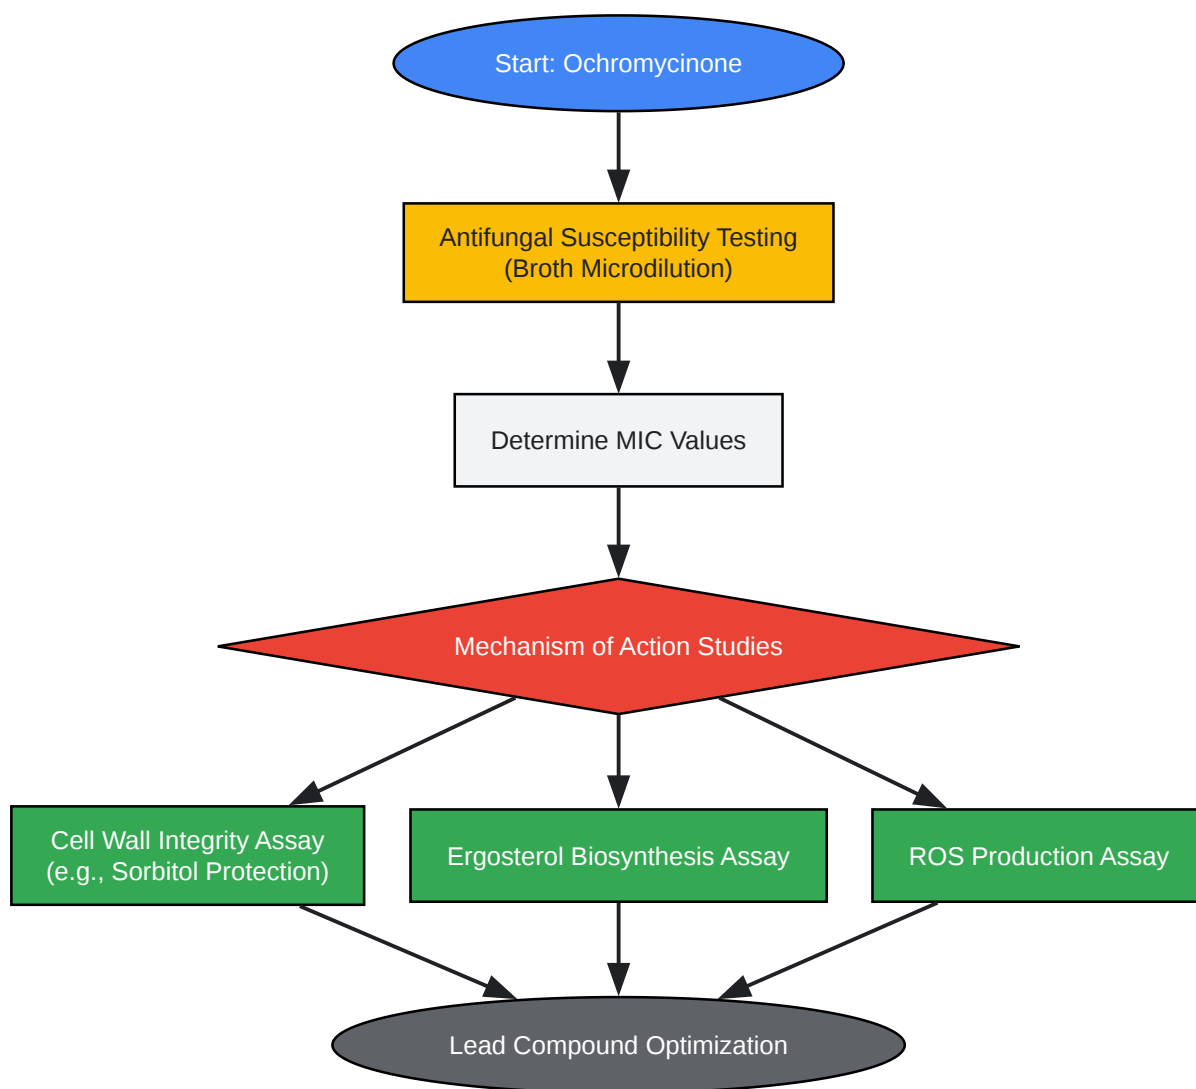 Start: Ochromycinone
Antifungal Susceptibility Testing
(Broth Microdilution)
Determine MIC Values
Mechanism of Action Studies
Cell Wall Integrity Assay
(e.g., Sorbitol Protection)
Ergosterol Biosynthesis Assay
ROS Production Assay
Lead Compound Optimization